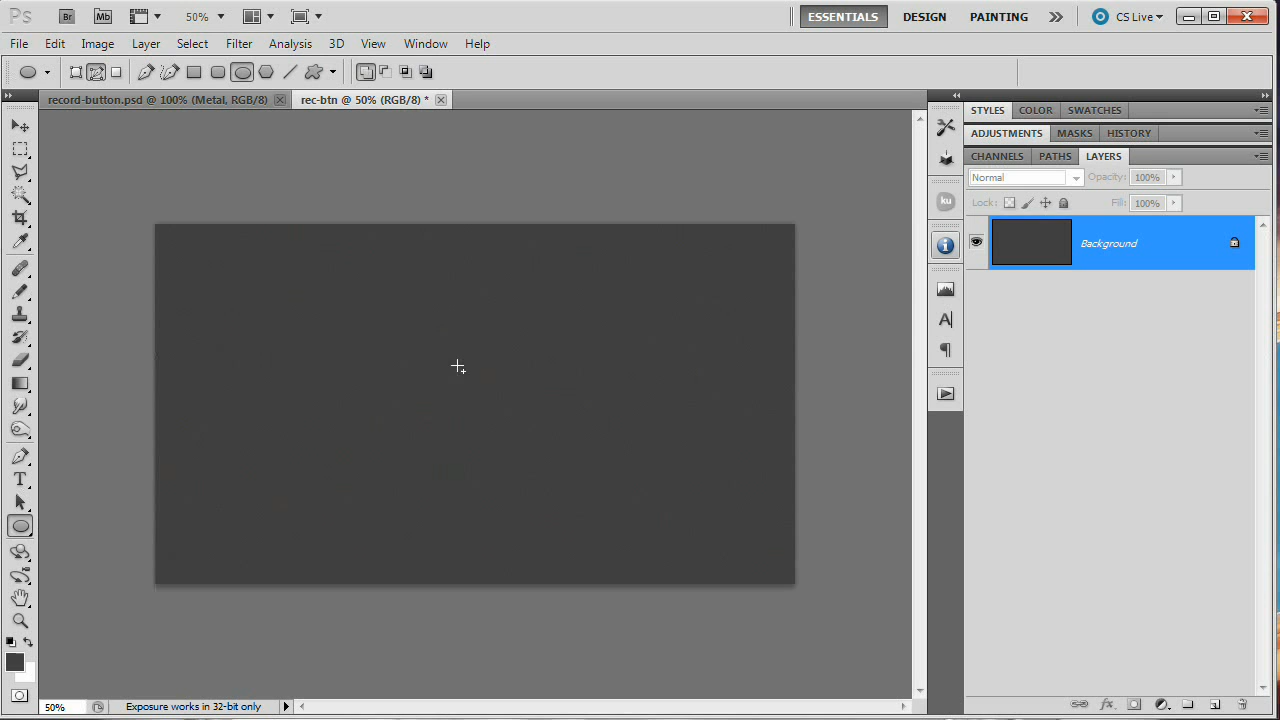 Ps Br Mb 50% ESSENTIALS DESIGN PAINTING CS Live
File Edit Image Layer Select Filter Analysis 3D View Window Help
record-button.psd @ 100% (Metal, RGB/8) rec-btn @ 50% (RGB/8) *
STYLES COLOR SWATCHES
ADJUSTMENTS MASKS HISTORY
CHANNELS PATHS LAYERS
Normal Opacity: 100%
Lock: Fill: 100%
ku
Background
A
T
50% Exposure works in 32-bit only
fx